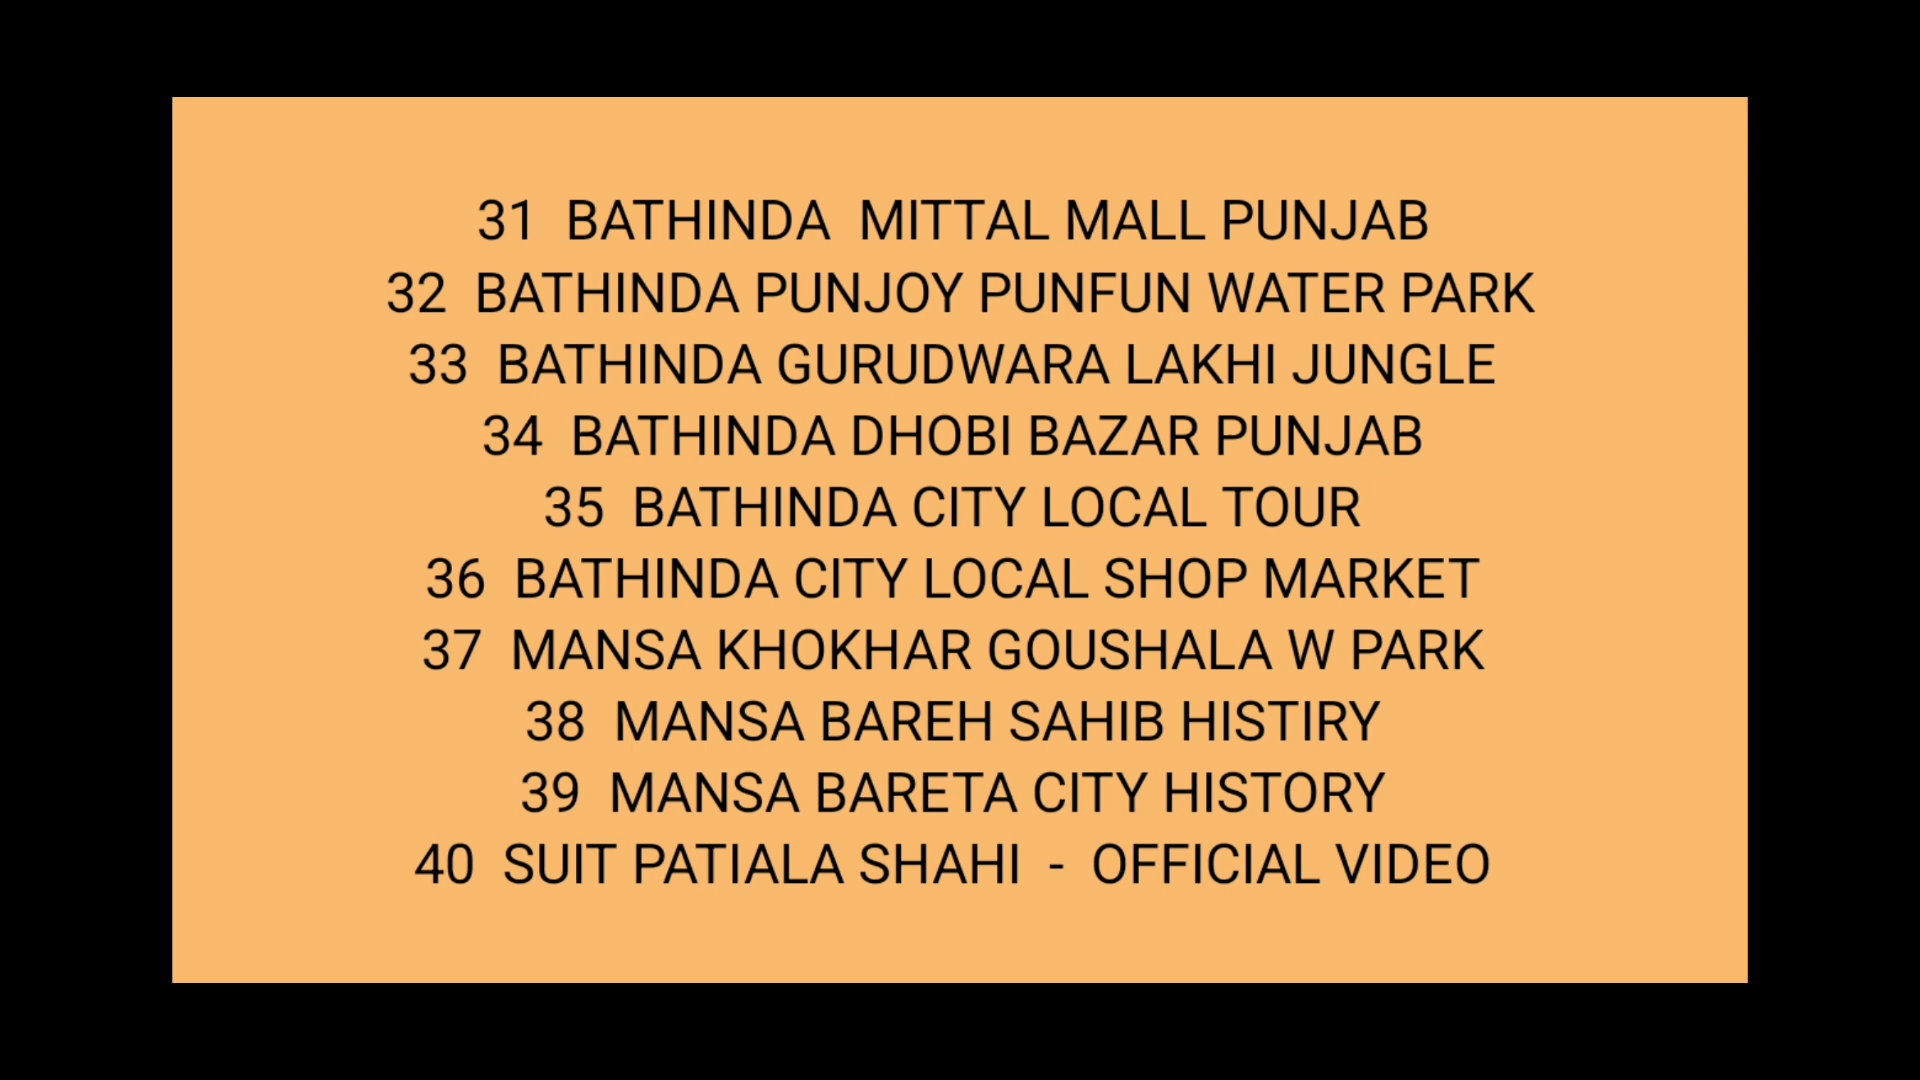 31  BATHINDA  MITTAL MALL PUNJAB
32  BATHINDA PUNJOY PUNFUN WATER PARK
33  BATHINDA GURUDWARA LAKHI JUNGLE
34  BATHINDA DHOBI BAZAR PUNJAB
35  BATHINDA CITY LOCAL TOUR
36  BATHINDA CITY LOCAL SHOP MARKET
37  MANSA KHOKHAR GOUSHALA W PARK
38  MANSA BAREH SAHIB HISTIRY
39  MANSA BARETA CITY HISTORY
40  SUIT PATIALA SHAHI  -  OFFICIAL VIDEO